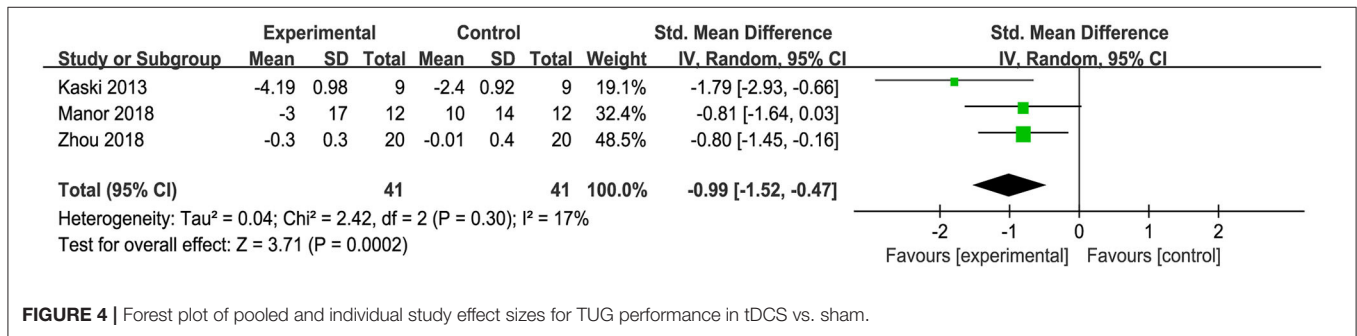 Experimental Control Std. Mean Difference Std. Mean Difference
Study or Subgroup Mean SD Total Mean SD Total Weight IV, Random, 95% CI IV, Random, 95% CI
Kaski 2013 -4.19 0.98 9 -2.4 0.92 9 19.1% -1.79 [-2.93, -0.66]
Manor 2018 -3 17 12 10 14 12 32.4% -0.81 [-1.64, 0.03]
Zhou 2018 -0.3 0.3 20 -0.01 0.4 20 48.5% -0.80 [-1.45, -0.16]
Total (95% CI) 41 41 100.0% -0.99 [-1.52, -0.47]
Heterogeneity: Tau² = 0.04; Chi² = 2.42, df = 2 (P = 0.30); I² = 17%
Test for overall effect: Z = 3.71 (P = 0.0002)
-2 -1 0 1 2
Favours [experimental] Favours [control]
FIGURE 4 | Forest plot of pooled and individual study effect sizes for TUG performance in tDCS vs. sham.